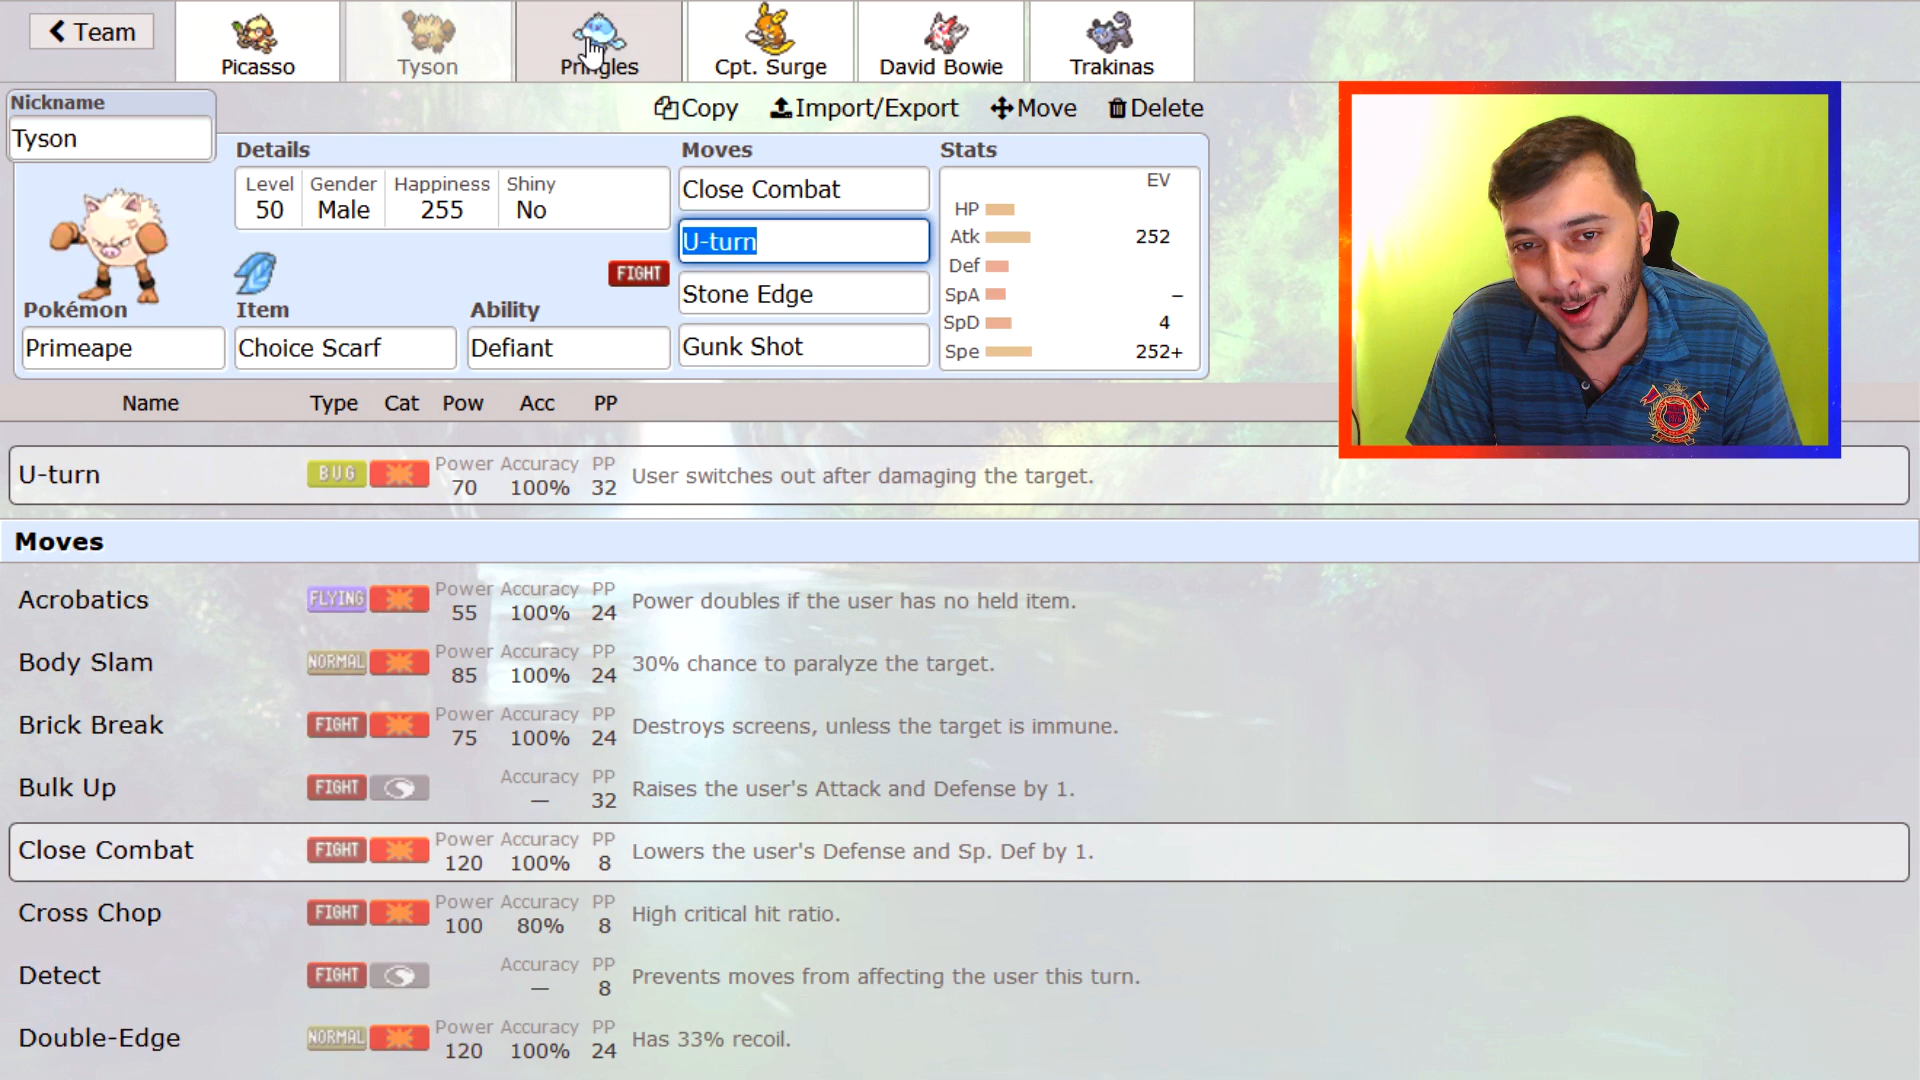 Team
Picasso
Tyson
Pringles
Cpt. Surge
David Bowie
Trakinas
Nickname
Tyson
Copy
Import/Export
Move
Delete
Details
Moves
Stats
Level Gender Happiness Shiny
50 Male 255 No
Close Combat
U-turn
Stone Edge
Gunk Shot
EV
HP
Atk 252
Def
SpA –
SpD 4
Spe 252+
FIGHT
Pokémon
Item
Ability
Primeape
Choice Scarf
Defiant
Name Type Cat Pow Acc PP
U-turn BUG Power 70 Accuracy 100% PP 32 User switches out after damaging the target.
Moves
Acrobatics FLYING Power 55 Accuracy 100% PP 24 Power doubles if the user has no held item.
Body Slam NORMAL Power 85 Accuracy 100% PP 24 30% chance to paralyze the target.
Brick Break FIGHT Power 75 Accuracy 100% PP 24 Destroys screens, unless the target is immune.
Bulk Up FIGHT Accuracy — PP 32 Raises the user's Attack and Defense by 1.
Close Combat FIGHT Power 120 Accuracy 100% PP 8 Lowers the user's Defense and Sp. Def by 1.
Cross Chop FIGHT Power 100 Accuracy 80% PP 8 High critical hit ratio.
Detect FIGHT Accuracy — PP 8 Prevents moves from affecting the user this turn.
Double-Edge NORMAL Power 120 Accuracy 100% PP 24 Has 33% recoil.